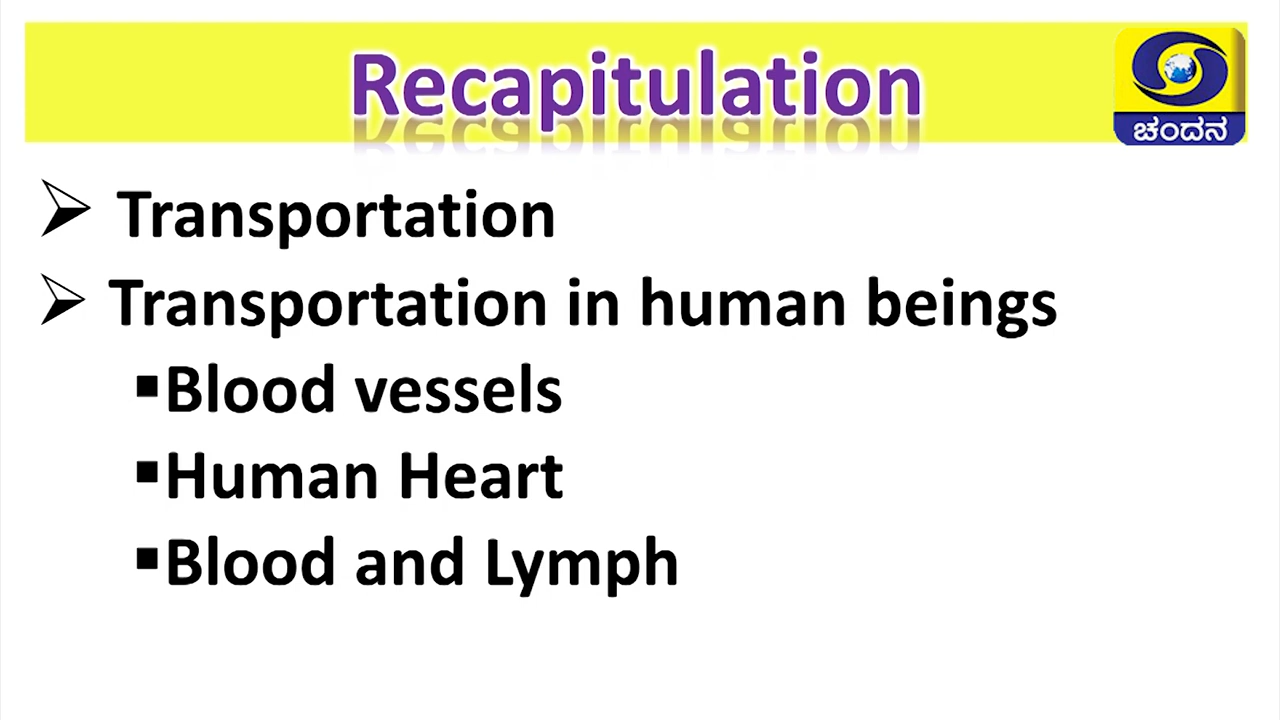 Recapitulation
ಚಂದನ
Transportation
Transportation in human beings
Blood vessels
Human Heart
Blood and Lymph